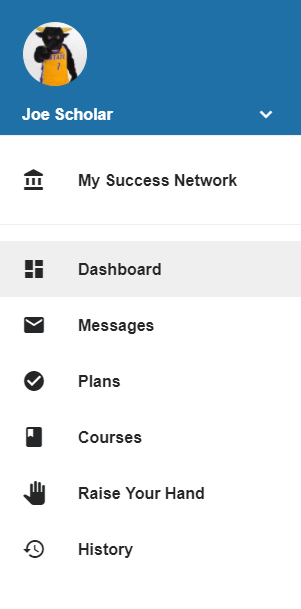 Joe Scholar
My Success Network
Dashboard
Messages
Plans
Courses
Raise Your Hand
History